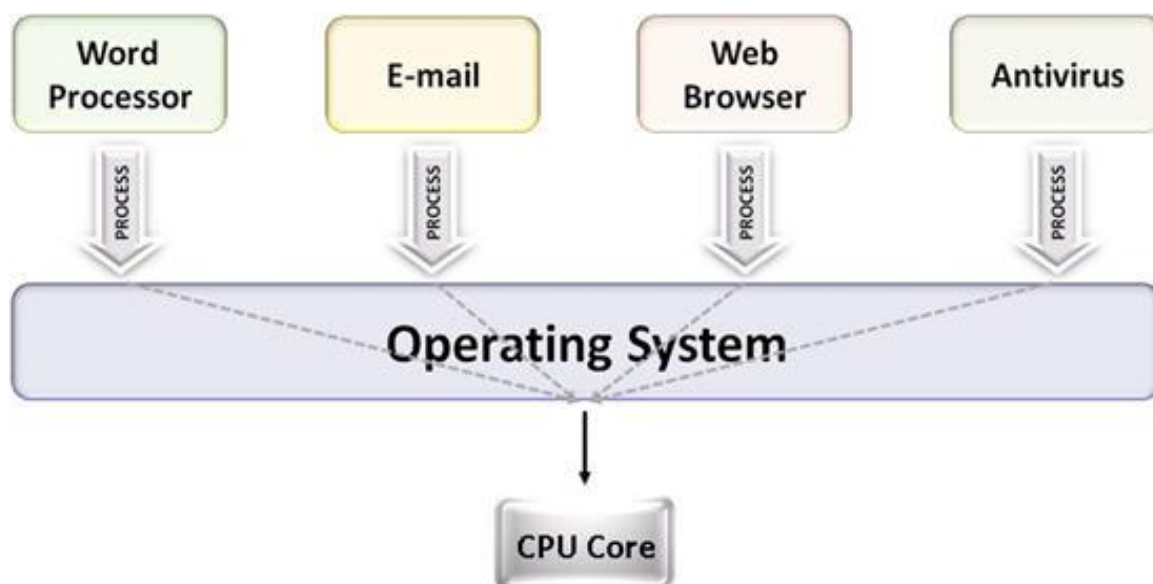 Word
Processor
E-mail
Web
Browser
Antivirus
PROCESS
PROCESS
PROCESS
PROCESS
Operating System
CPU Core